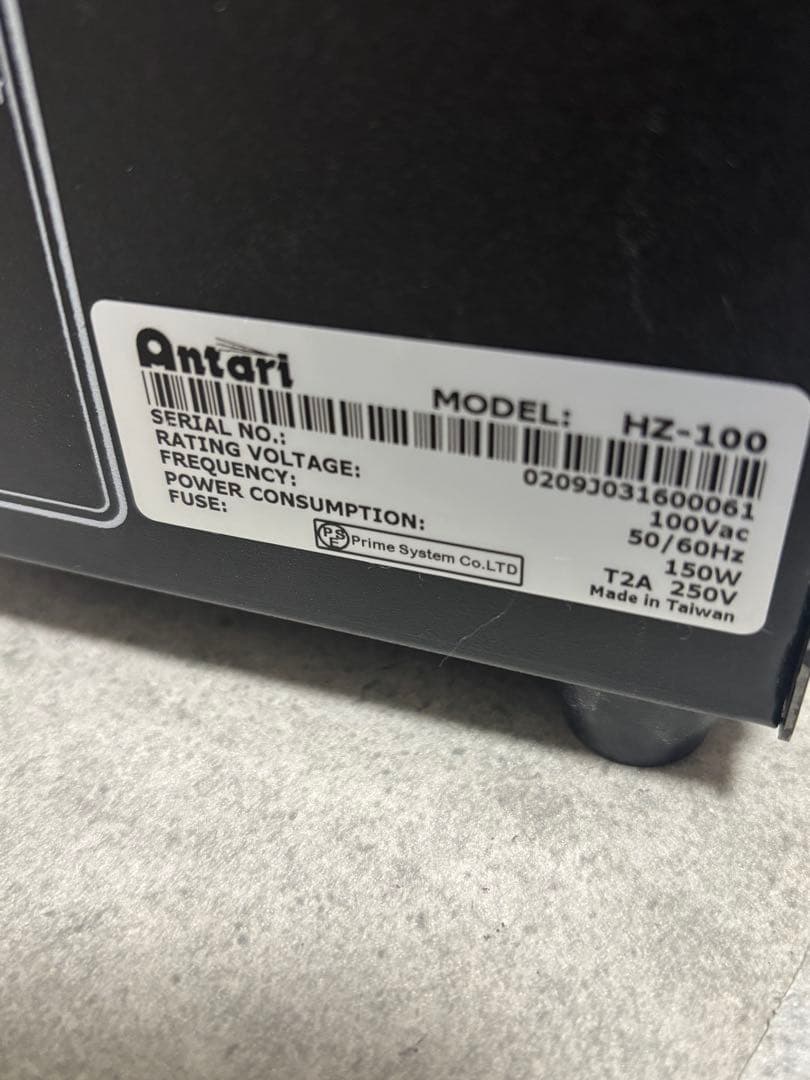 Antari
MODEL: HZ-100
SERIAL NO.: 0209J031600061
RATING VOLTAGE: 100Vac
FREQUENCY: 50/60Hz
POWER CONSUMPTION: 150W
FUSE: T2A 250V
PSE Prime System Co.LTD
Made in Taiwan